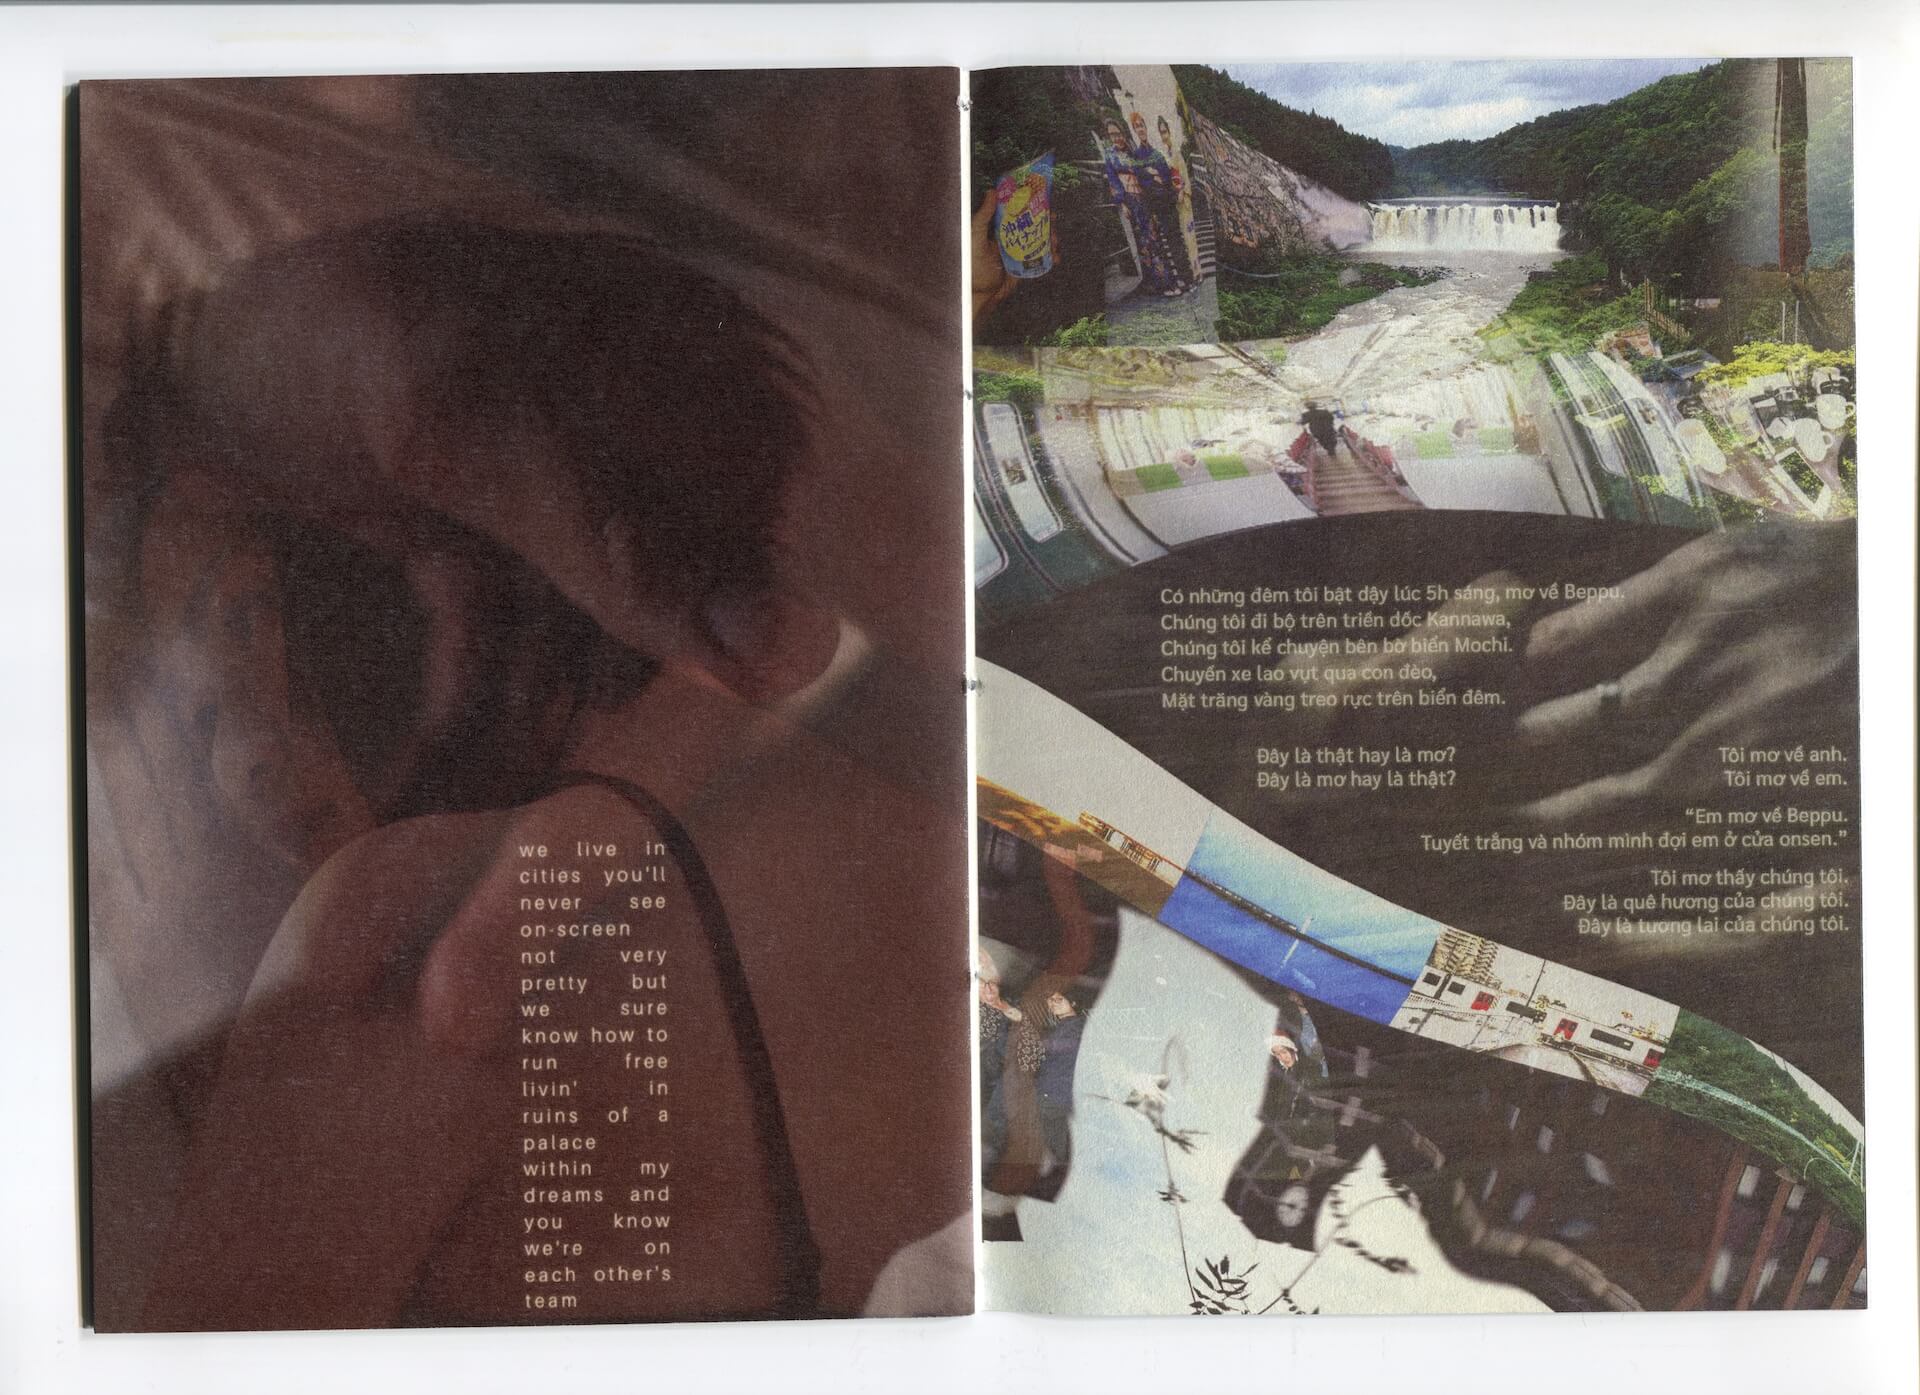 we live in
cities you'll
never see
on-screen
not very
pretty but
we sure
know how to
run free
livin' in
ruins of a
palace
within my
dreams and
you know
we're on
each other's
team
沖縄
パイナップ
Có những đêm tôi bật dậy lúc 5h sáng, mơ về Beppu.
Chúng tôi đi bộ trên triền dốc Kannawa,
Chúng tôi kể chuyện bên bờ biển Mochi.
Chuyến xe lao vụt qua con đèo,
Mặt trăng vàng treo rực trên biển đêm.
Đây là thật hay là mơ?
Đây là mơ hay là thật?
Tôi mơ về anh.
Tôi mơ về em.
“Em mơ về Beppu.
Tuyết trắng và nhóm mình đợi em ở cửa onsen.”
Tôi mơ thấy chúng tôi.
Đây là quê hương của chúng tôi.
Đây là tương lai của chúng tôi.